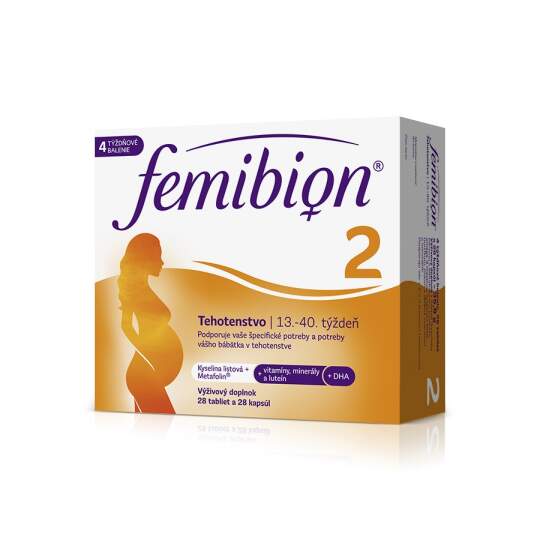 4 TÝŽDŇOVÉ
BALENIE
femibion®
2
Tehotenstvo | 13.-40. týždeň
Podporuje vaše špecifické potreby a potreby
vášho bábätka v tehotenstve
Kyselina listová +
Metafolin®
+ vitamíny, minerály
a luteín
+ DHA
Výživový doplnok
28 tabliet a 28 kapsúl
femibion®
2